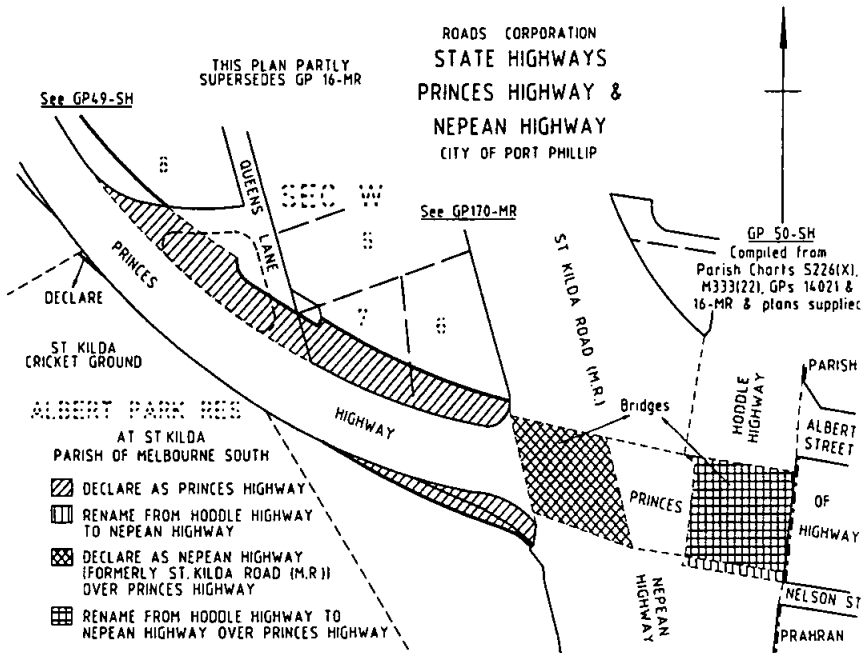 ROADS CORPORATION
STATE HIGHWAYS
PRINCES HIGHWAY &
NEPEAN HIGHWAY
CITY OF PORT PHILLIP
THIS PLAN PARTLY
SUPERSEDES GP 16-MR
See GP49-SH
8
QUEENS LANE
SEC W
5
See GP170-MR
7
6
ST KILDA ROAD (M.R.)
GP 50-SH
Compiled from
Parish Charts 5226(X),
M333(22), GPs 14021 &
16-MR & plans supplied
PRINCES
HIGHWAY
DECLARE
ST KILDA
CRICKET GROUND
ALBERT PARK RES
AT ST KILDA
PARISH OF MELBOURNE SOUTH
DECLARE AS PRINCES HIGHWAY
RENAME FROM HODDLE HIGHWAY
TO NEPEAN HIGHWAY
DECLARE AS NEPEAN HIGHWAY
(FORMERLY ST. KILDA ROAD (M.R.))
OVER PRINCES HIGHWAY
RENAME FROM HODDLE HIGHWAY TO
NEPEAN HIGHWAY OVER PRINCES HIGHWAY
Bridges
HODDLE
HIGHWAY
PARISH
ALBERT
STREET
PRINCES
OF
HIGHWAY
NEPEAN
HIGHWAY
NELSON ST
PRAHRAN